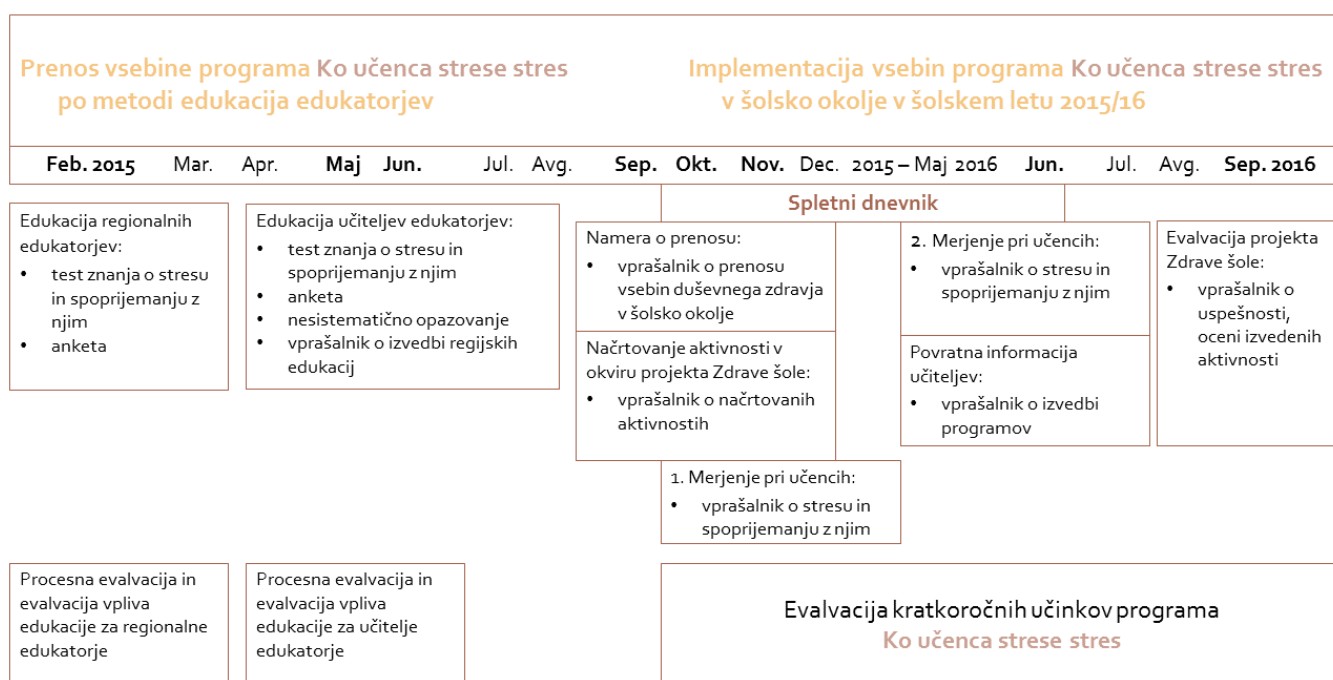 Prenos vsebine programa Ko učenca strese stres
po metodi edukacija edukatorjev
Implementacija vsebin programa Ko učenca strese stres
v šolsko okolje v šolskem letu 2015/16
Feb. 2015 Mar. Apr. Maj Jun. Jul. Avg. Sep. Okt. Nov. Dec. 2015 – Maj 2016 Jun. Jul. Avg. Sep. 2016
Spletni dnevnik
Edukacija regionalnih
edukatorjev:
• test znanja o stresu
in spoprijemanju z
njim
• anketa
Edukacija učiteljev edukatorjev:
• test znanja o stresu in
spoprijemanju z njim
• anketa
• nesistematično opazovanje
• vprašalnik o izvedbi regijskih
edukacij
Namera o prenosu:
• vprašalnik o prenosu
vsebin duševnega zdravja
v šolsko okolje
Načrtovanje aktivnosti v
okviru projekta Zdrave šole:
• vprašalnik o načrtovanih
aktivnostih
1. Merjenje pri učencih:
• vprašalnik o stresu in
spoprijemanju z njim
2. Merjenje pri učencih:
• vprašalnik o stresu in
spoprijemanju z njim
Povratna informacija
učiteljev:
• vprašalnik o izvedbi
programov
Evalvacija projekta
Zdrave šole:
• vprašalnik o
uspešnosti,
oceni izvedenih
aktivnosti
Procesna evalvacija in
evalvacija vpliva
edukacije za regionalne
edukatorje
Procesna evalvacija in
evalvacija vpliva
edukacije za učitelje
edukatorje
Evalvacija kratkoročnih učinkov programa
Ko učenca strese stres